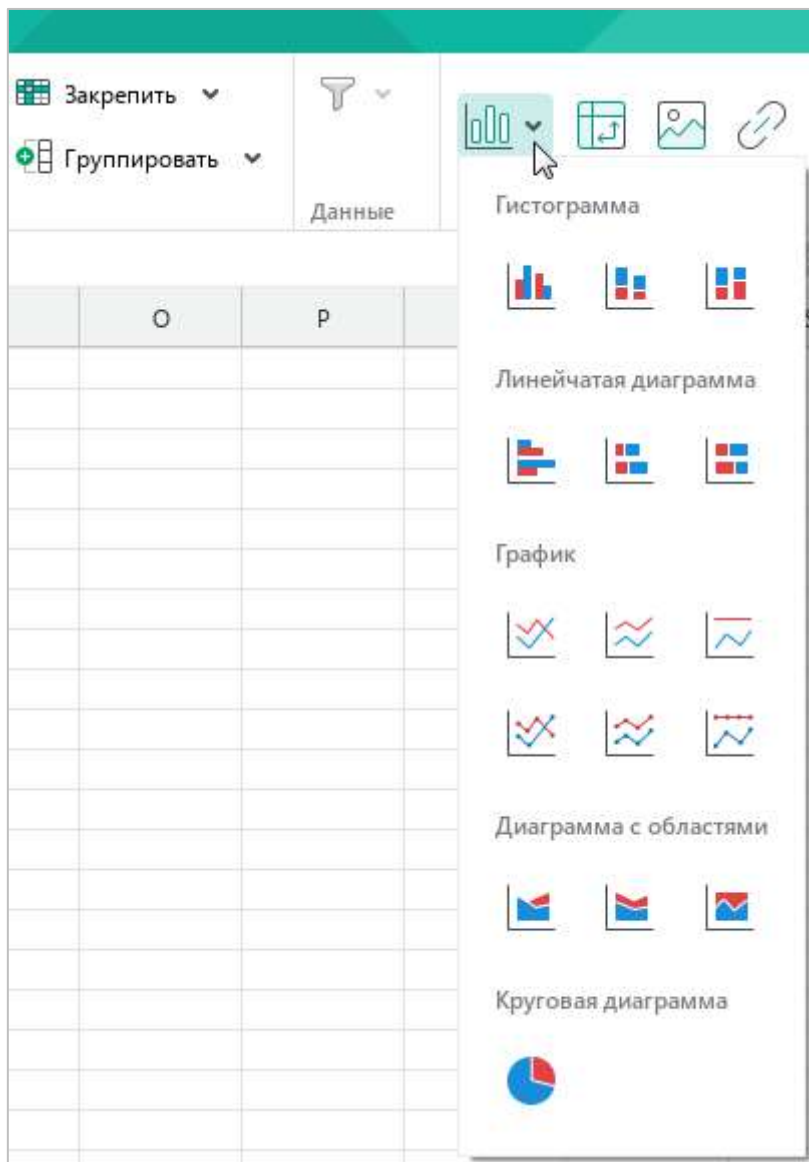 Закрепить
Группировать
Данные
O
P
Гистограмма
Линейчатая диаграмма
График
Диаграмма с областями
Круговая диаграмма